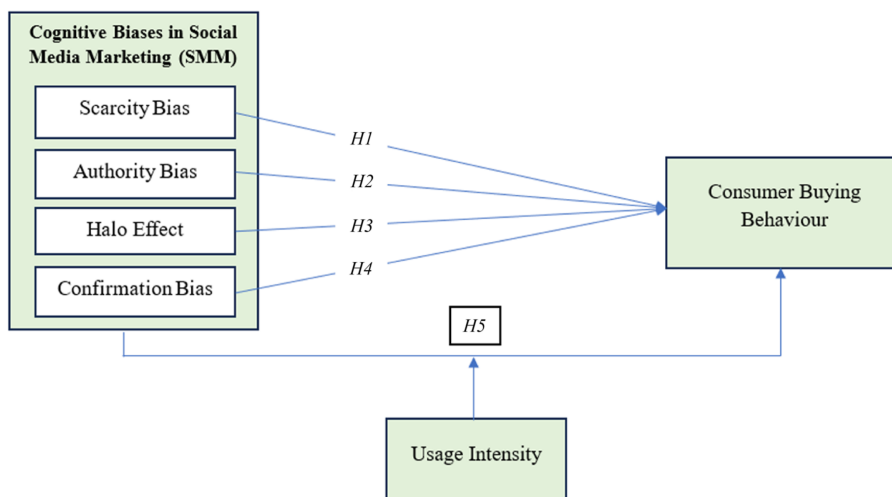 Cognitive Biases in Social
Media Marketing (SMM)
Scarcity Bias
Authority Bias
Halo Effect
Confirmation Bias
H1
H2
H3
H4
Consumer Buying
Behaviour
H5
Usage Intensity